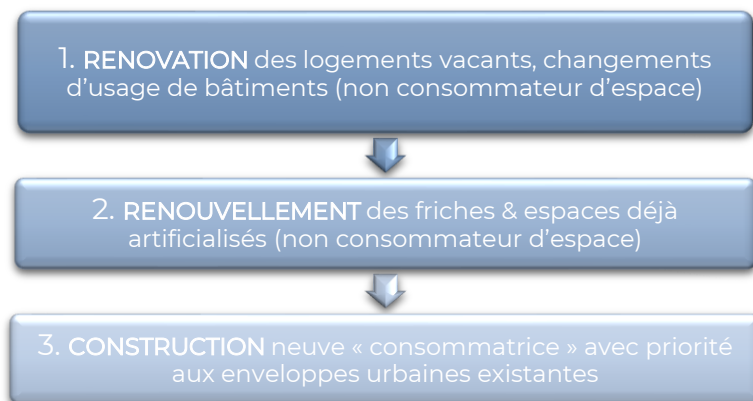 1. RENOVATION des logements vacants, changements
d’usage de bâtiments (non consommateur d’espace)
2. RENOUVELLEMENT des friches & espaces déjà
artificialisés (non consommateur d’espace)
3. CONSTRUCTION neuve « consommatrice » avec priorité
aux enveloppes urbaines existantes